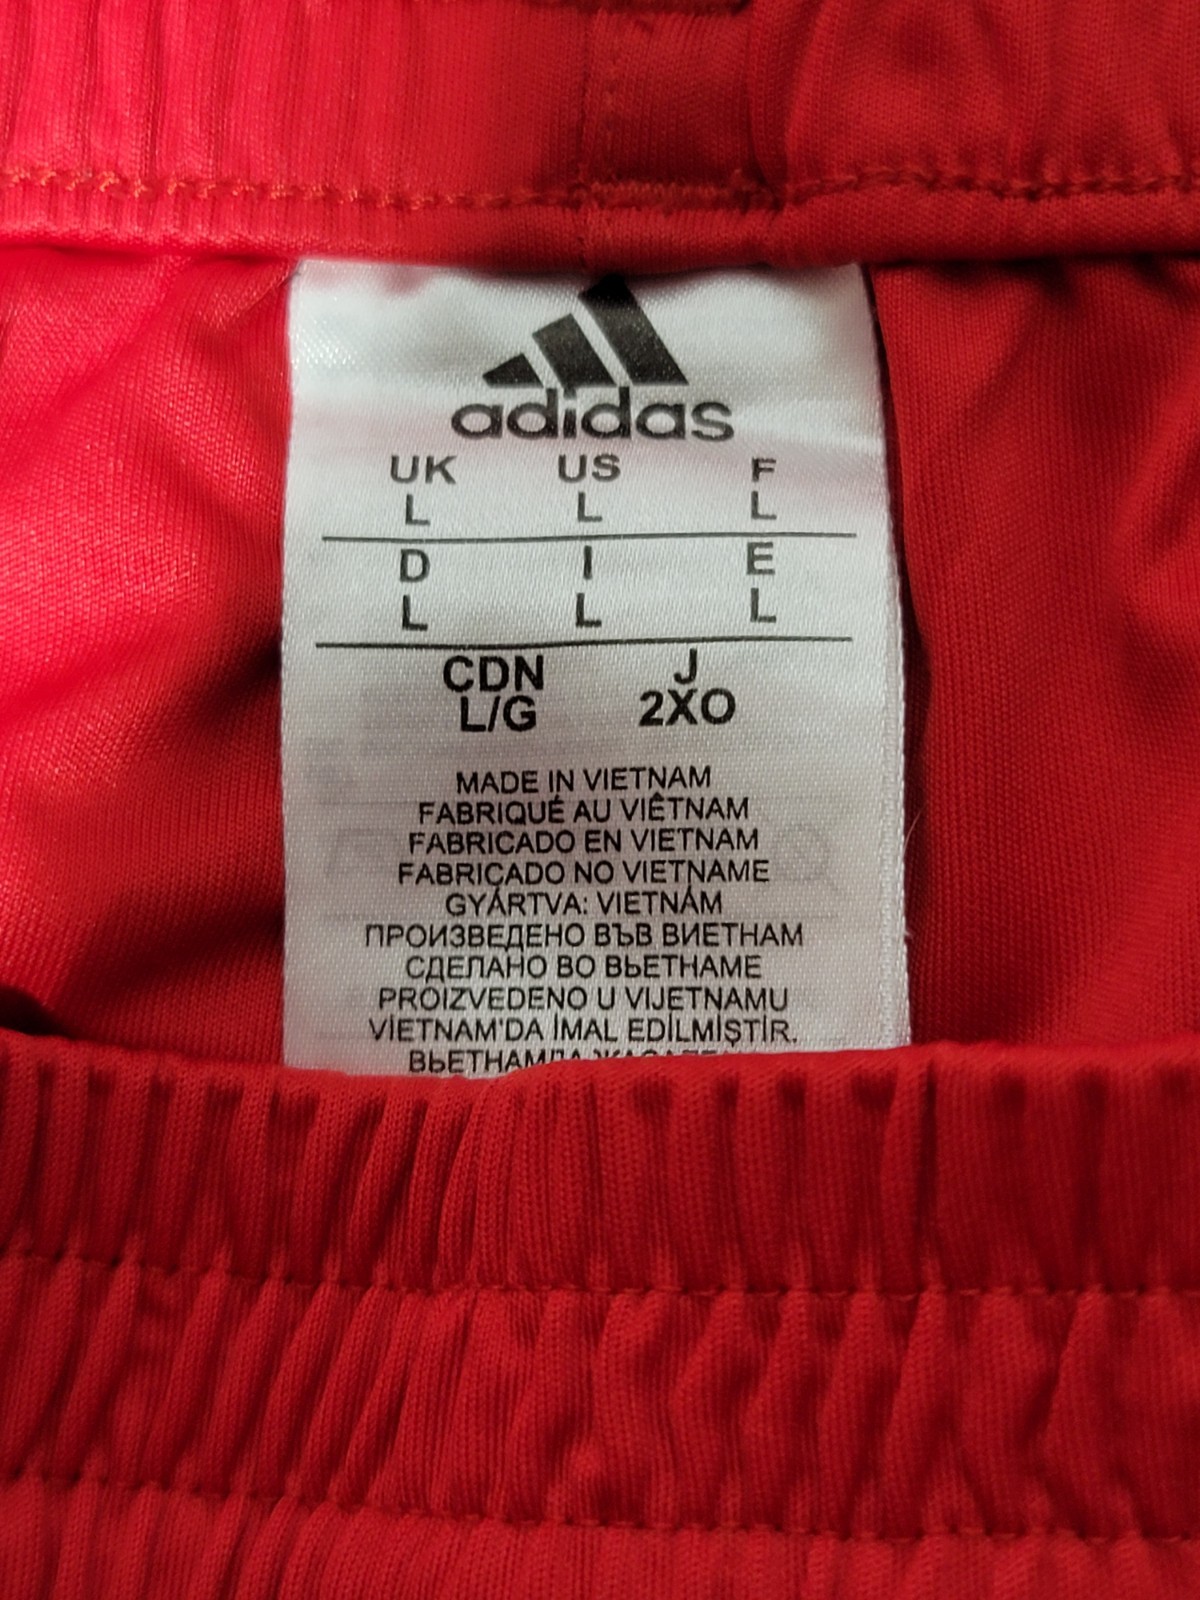 adidas
UK US F
L L L
D I E
L L L
CDN J
L/G 2XO
MADE IN VIETNAM
FABRIQUÉ AU VIÊTNAM
FABRICADO EN VIETNAM
FABRICADO NO VIETNAME
GYÁRTVA: VIETNÁM
ПРОИЗВЕДЕНО ВЪВ ВИЕТНАМ
СДЕЛАНО ВО ВЬЕТНАМЕ
PROIZVEDENO U VIJETNAMU
VİETNAM'DA İMAL EDİLMİŞTİR.